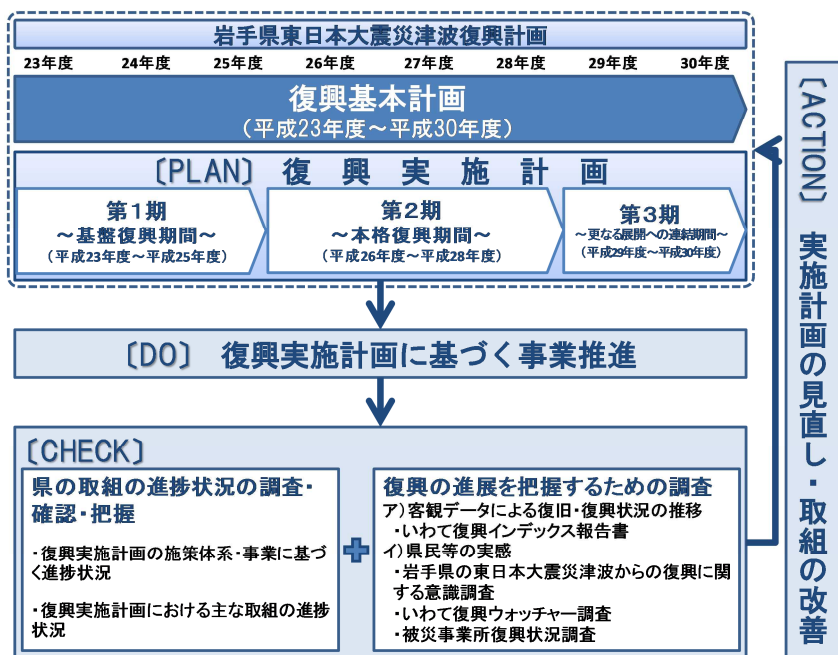 岩手県東日本大震災津波復興計画
23年度 24年度 25年度 26年度 27年度 28年度 29年度 30年度
復興基本計画
（平成23年度～平成30年度）
〔PLAN〕復興実施計画
第１期
～基盤復興期間～
（平成23年度～平成25年度）
第２期
～本格復興期間～
（平成26年度～平成28年度）
第３期
～更なる展開への連結期間～
（平成29年度～平成30年度）
〔DO〕 復興実施計画に基づく事業推進
〔CHECK〕
県の取組の進捗状況の調査・
確認・把握
・復興実施計画の施策体系・事業に基づ
く進捗状況
・復興実施計画における主な取組の進捗
状況
復興の進展を把握するための調査
ア）客観データによる復旧・復興状況の推移
・いわて復興インデックス報告書
イ）県民等の実感
・岩手県の東日本大震災津波からの復興に関
する意識調査
・いわて復興ウォッチャー調査
・被災事業所復興状況調査
〔ACTION〕 実施計画の見直し・取組の改善